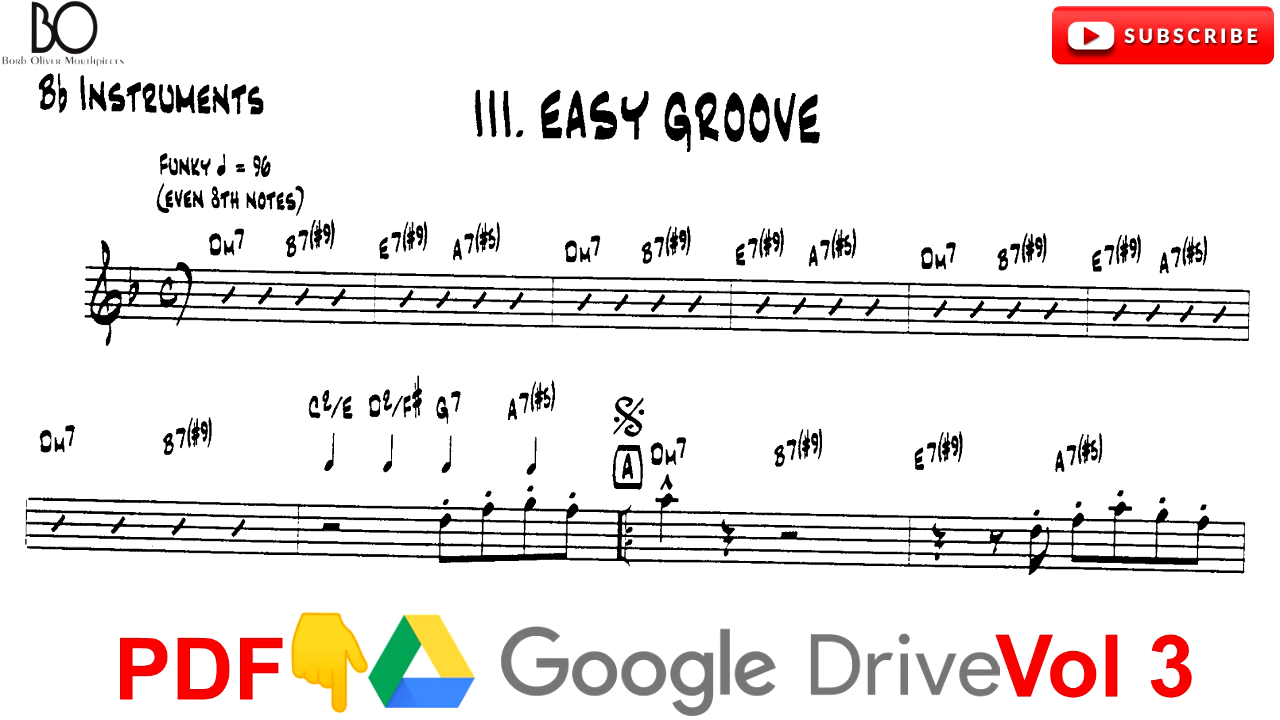 BO
Borb Oliver Mouthpieces
SUBSCRIBE
B♭ INSTRUMENTS
III. EASY GROOVE
FUNKY 𝅗𝅥 = 96
(EVEN 8TH NOTES)
Dm7 B7(#9) E7(#9) A7(#5) Dm7 B7(#9) E7(#9) A7(#5) Dm7 B7(#9) E7(#9) A7(#5)
C2/E D2/F# G7 A7(#5)
Dm7 B7(#9) A Dm7 B7(#9) E7(#9) A7(#5)
PDF Google Drive Vol 3